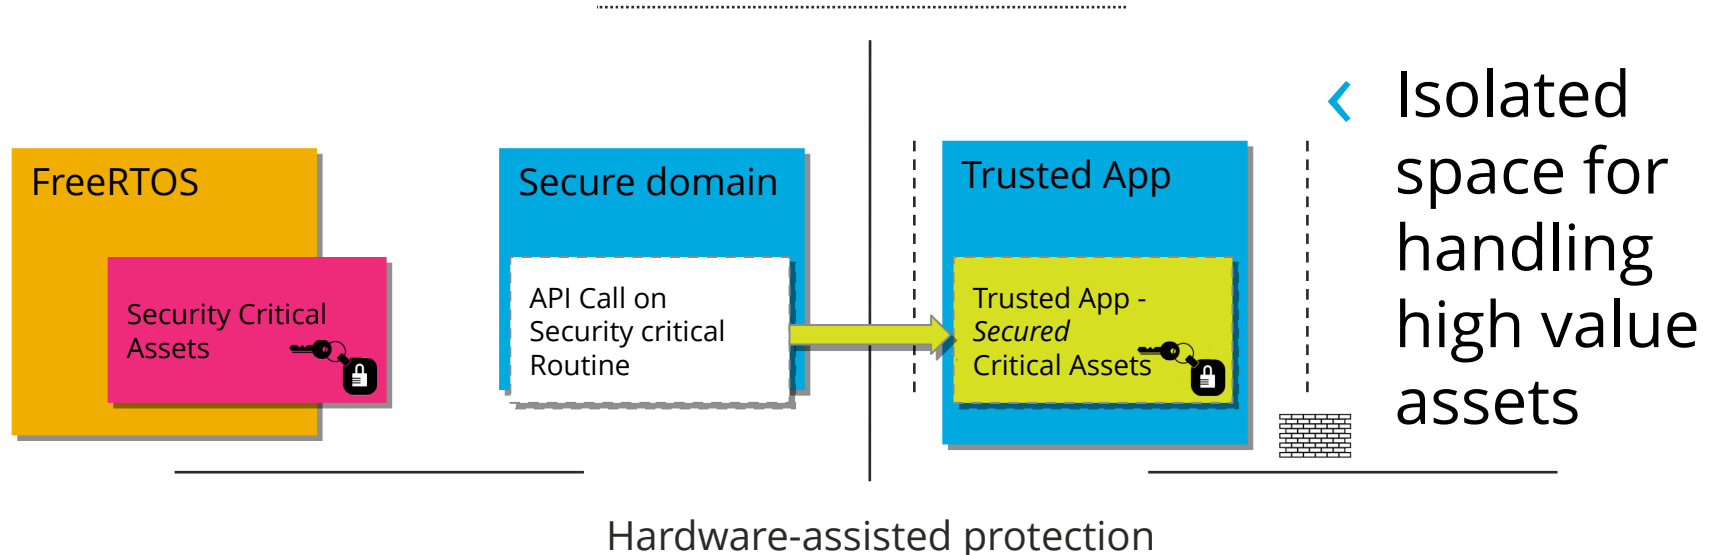 FreeRTOS
Security Critical
Assets
Secure domain
API Call on
Security critical
Routine
Trusted App
Trusted App -
Secured
Critical Assets
‹ Isolated
space for
handling
high value
assets
Hardware-assisted protection